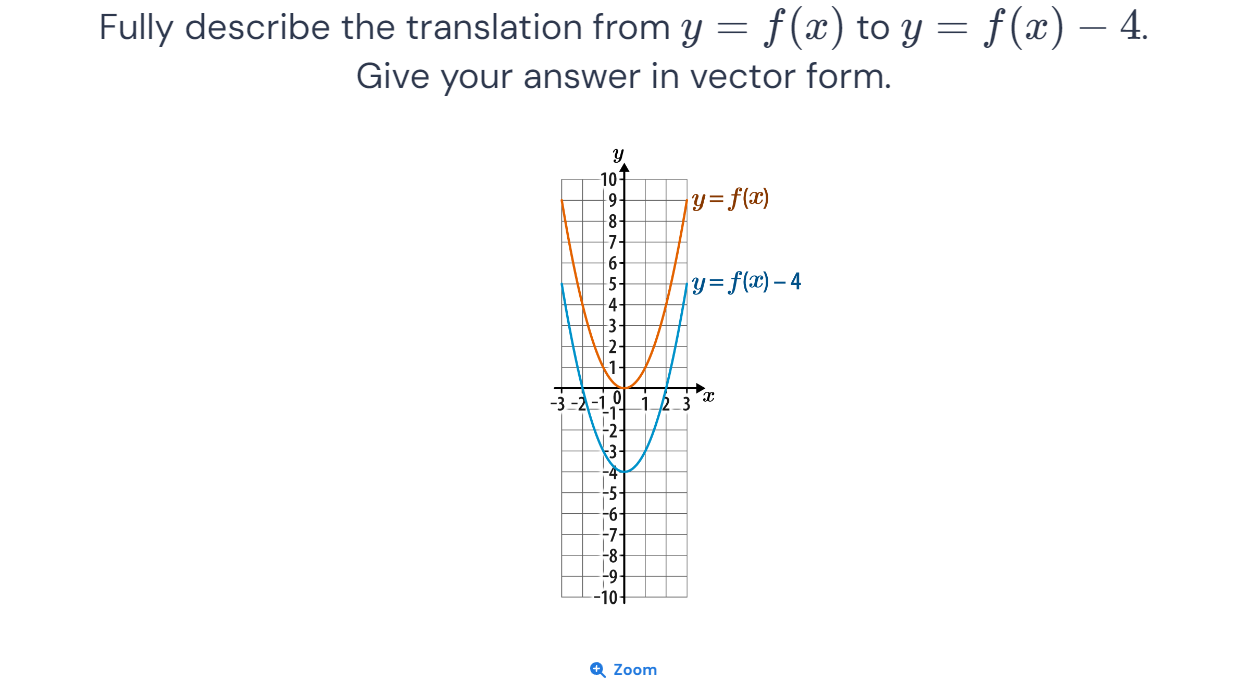 Fully describe the translation from y = f(x) to y = f(x) − 4.
Give your answer in vector form.
y
10
9
y = f(x)
8
7
6
5
y = f(x) − 4
4
3
2
1
x
-3 -2 -1 0 1 2 3
-1
-2
-3
-4
-5
-6
-7
-8
-9
-10
Zoom